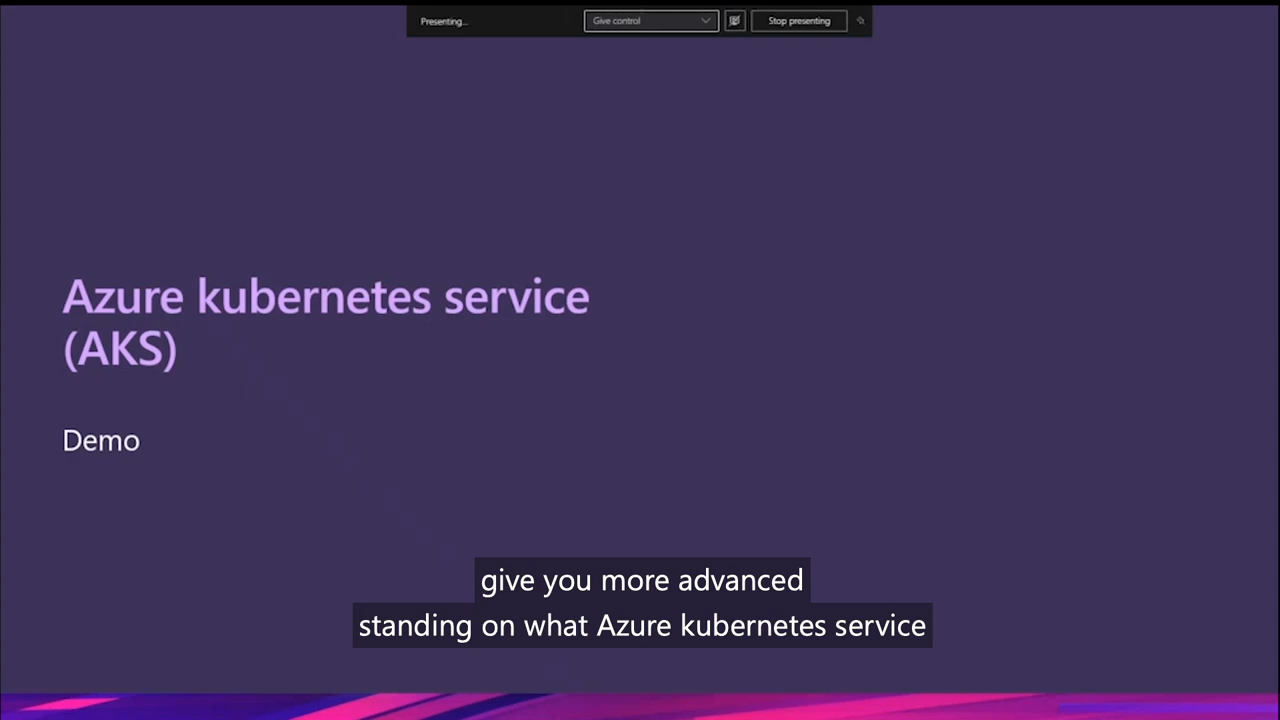 Presenting...
Give control
Stop presenting
Azure kubernetes service
(AKS)
Demo
give you more advanced
standing on what Azure kubernetes service